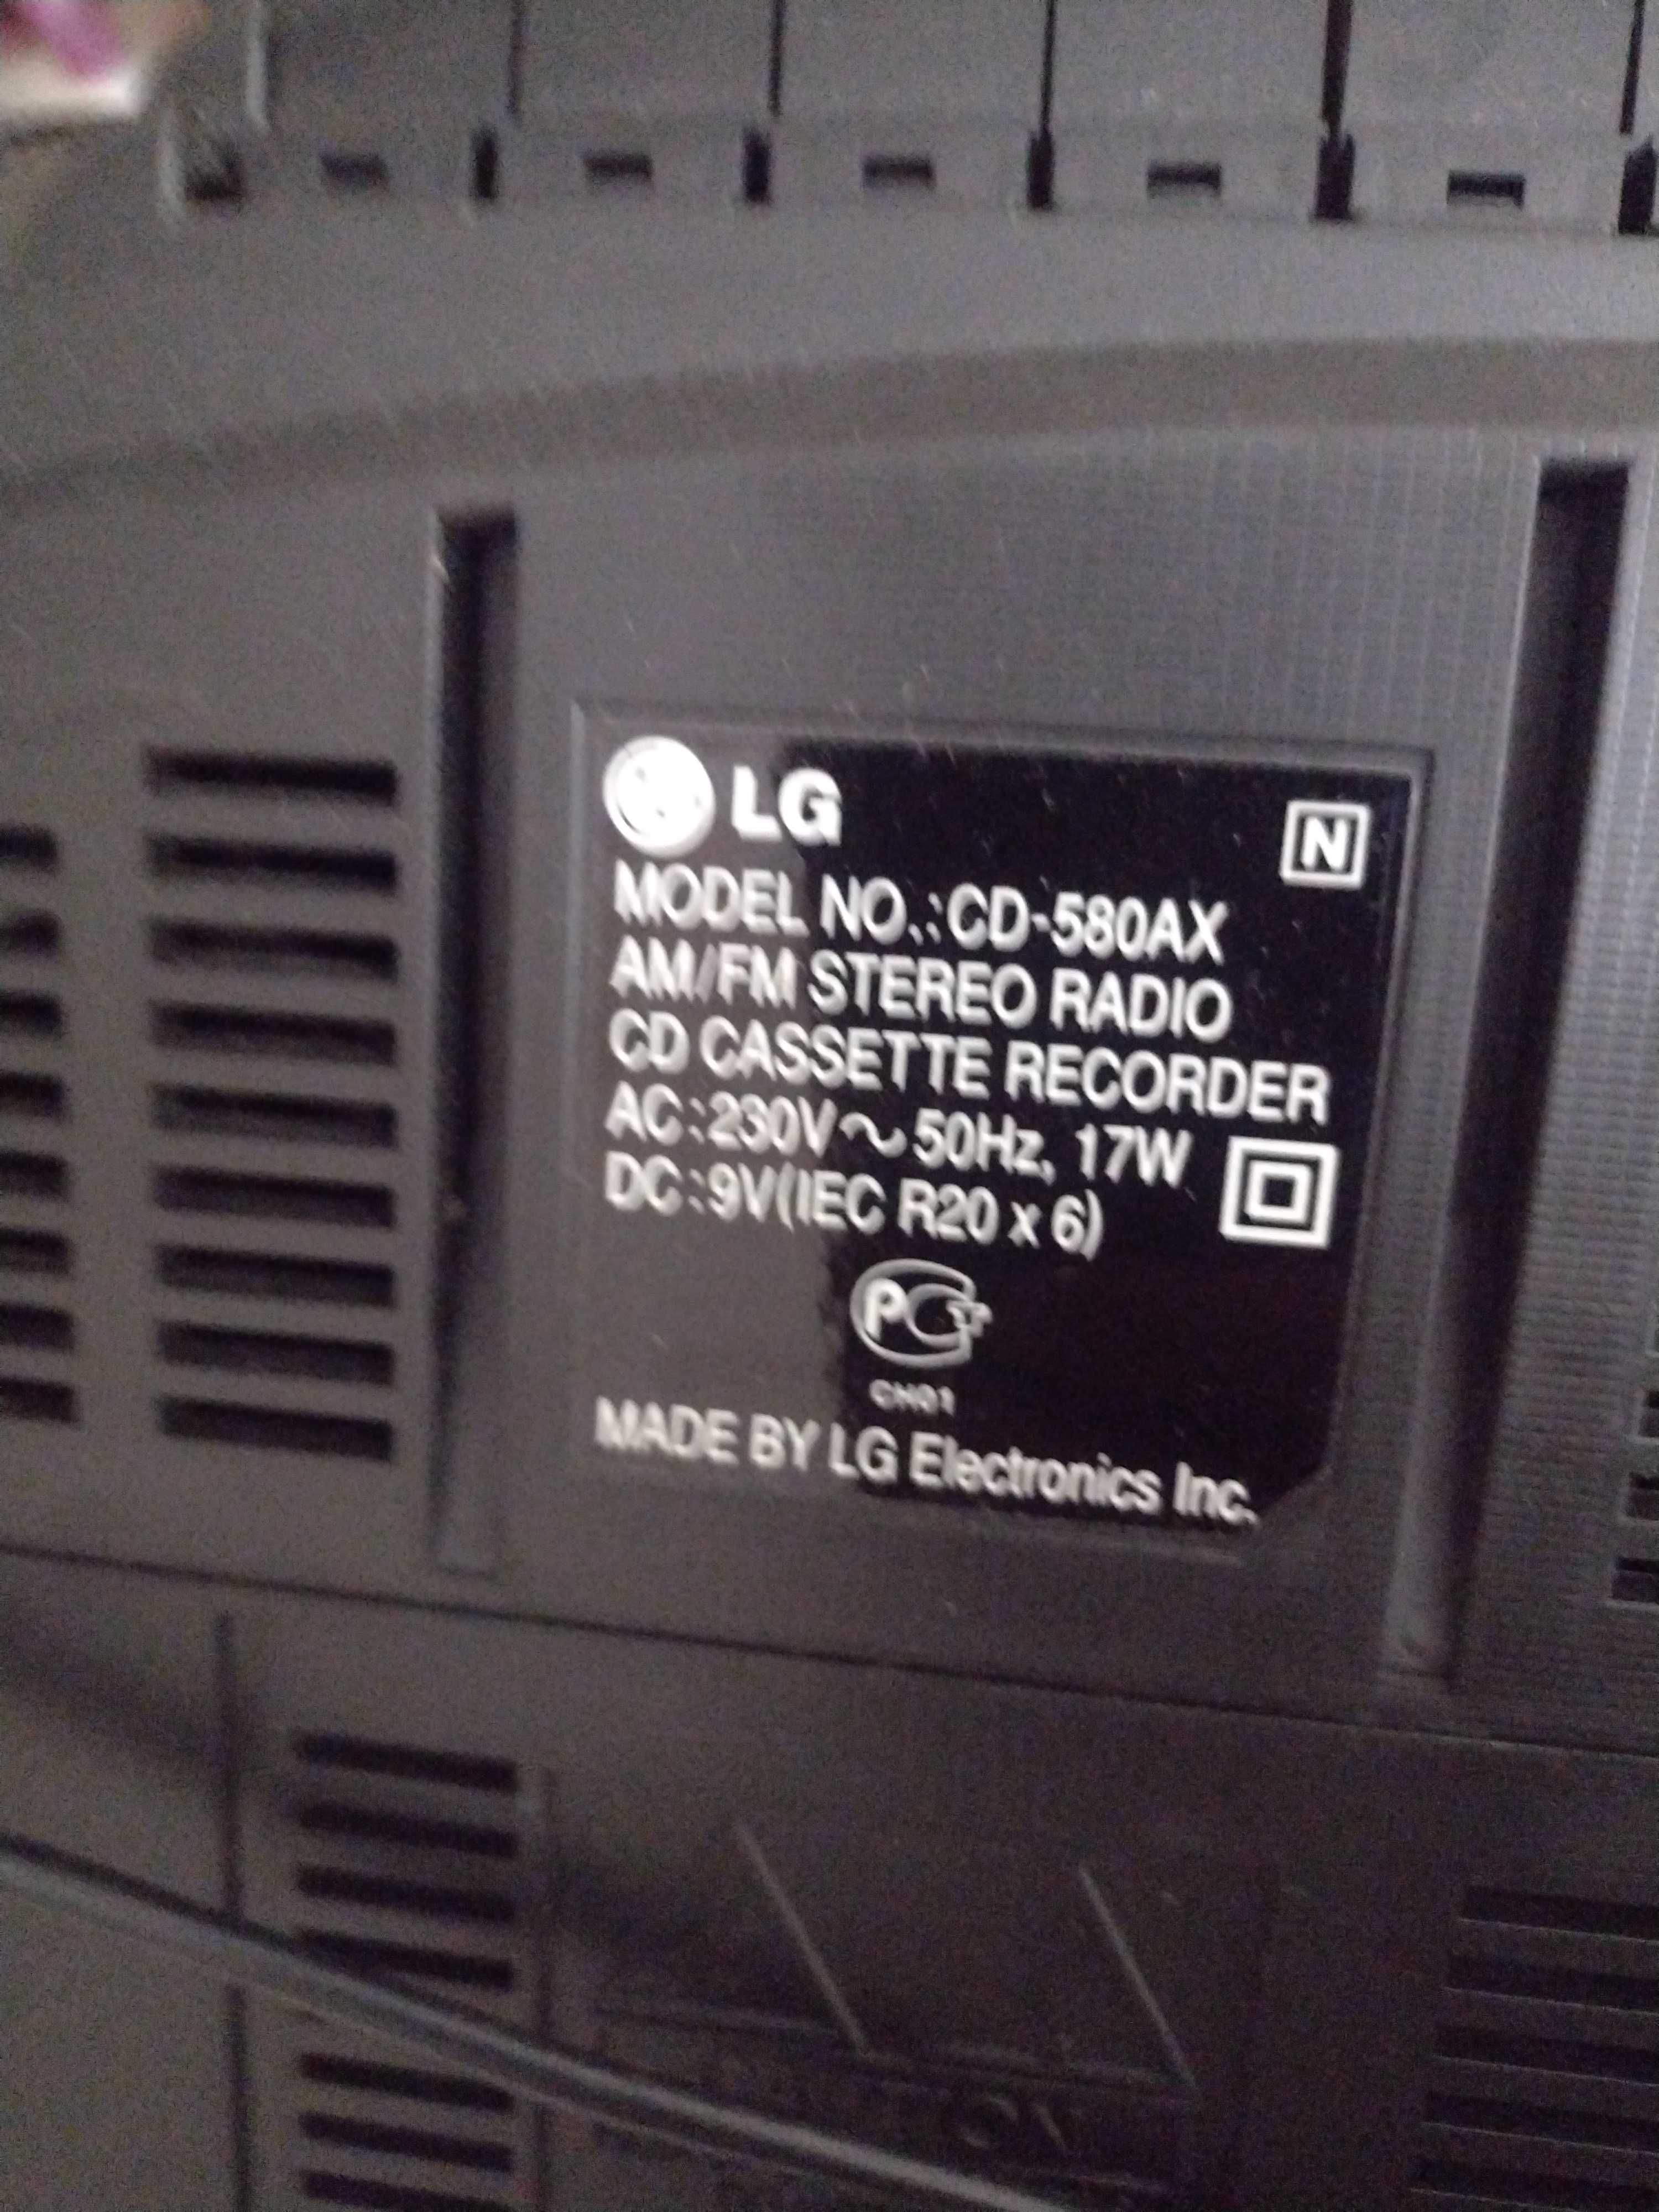 LG
N
MODEL NO.:CD-580AX
AM/FM STEREO RADIO
CD CASSETTE RECORDER
AC:230V~50Hz, 17W
DC:9V(IEC R20 x 6)
PCT
MADE BY LG Electronics Inc.